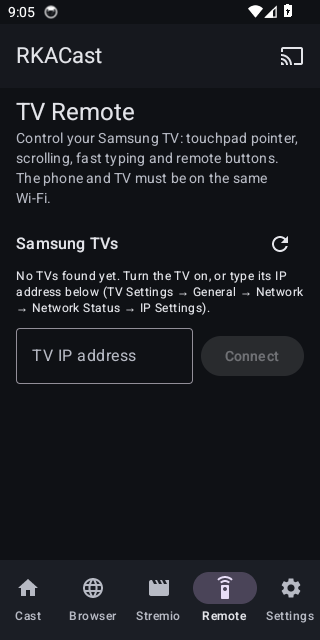 9:05
RKACast
TV Remote
Control your Samsung TV: touchpad pointer,
scrolling, fast typing and remote buttons.
The phone and TV must be on the same
Wi-Fi.
Samsung TVs
No TVs found yet. Turn the TV on, or type its IP
address below (TV Settings → General → Network
→ Network Status → IP Settings).
TV IP address
Connect
Cast Browser Stremio Remote Settings